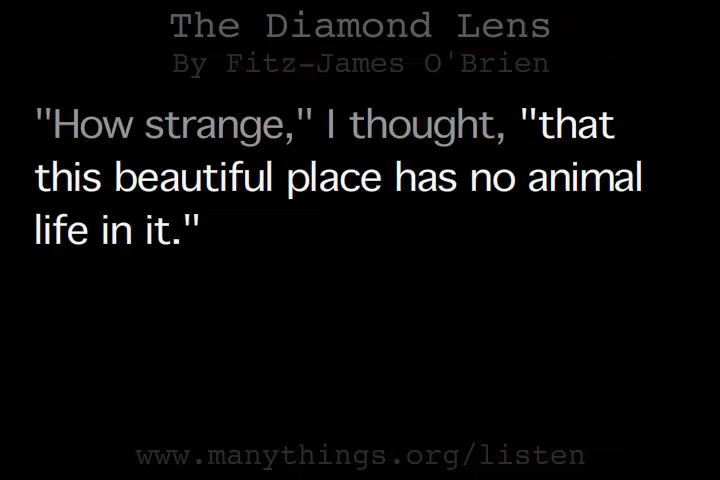 The Diamond Lens
By Fitz-James O'Brien
"How strange," I thought, "that
this beautiful place has no animal
life in it."
www.manythings.org/listen